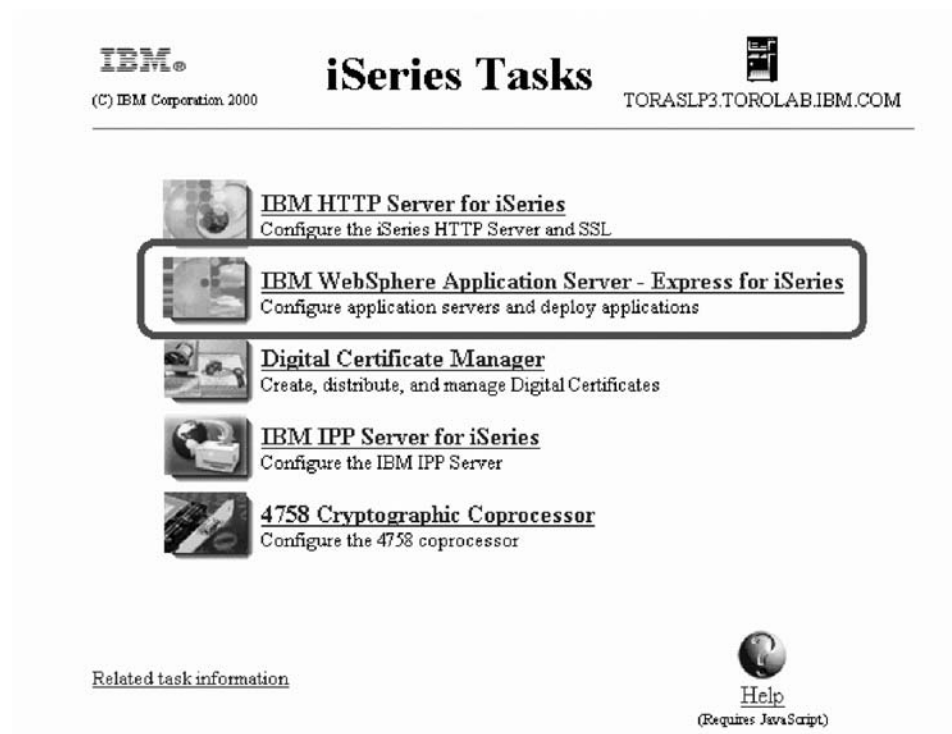 IBM®
iSeries Tasks
(C) IBM Corporation 2000
TORASLP3.TOROLAB.IBM.COM
IBM HTTP Server for iSeries
Configure the iSeries HTTP Server and SSL
IBM WebSphere Application Server - Express for iSeries
Configure application servers and deploy applications
Digital Certificate Manager
Create, distribute, and manage Digital Certificates
IBM IPP Server for iSeries
Configure the IBM IPP Server
4758 Cryptographic Coprocessor
Configure the 4758 coprocessor
Related task information
Help
(Requires JavaScript)